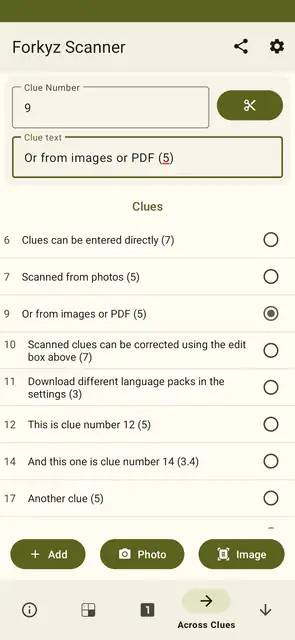 Forkyz Scanner
Clue Number
9
Clue text
Or from images or PDF (5)
Clues
6 Clues can be entered directly (7)
7 Scanned from photos (5)
9 Or from images or PDF (5)
10 Scanned clues can be corrected using the edit
box above (7)
11 Download different language packs in the
settings (3)
12 This is clue number 12 (5)
14 And this one is clue number 14 (3.4)
17 Another clue (5)
+ Add Photo Image
1
Across Clues